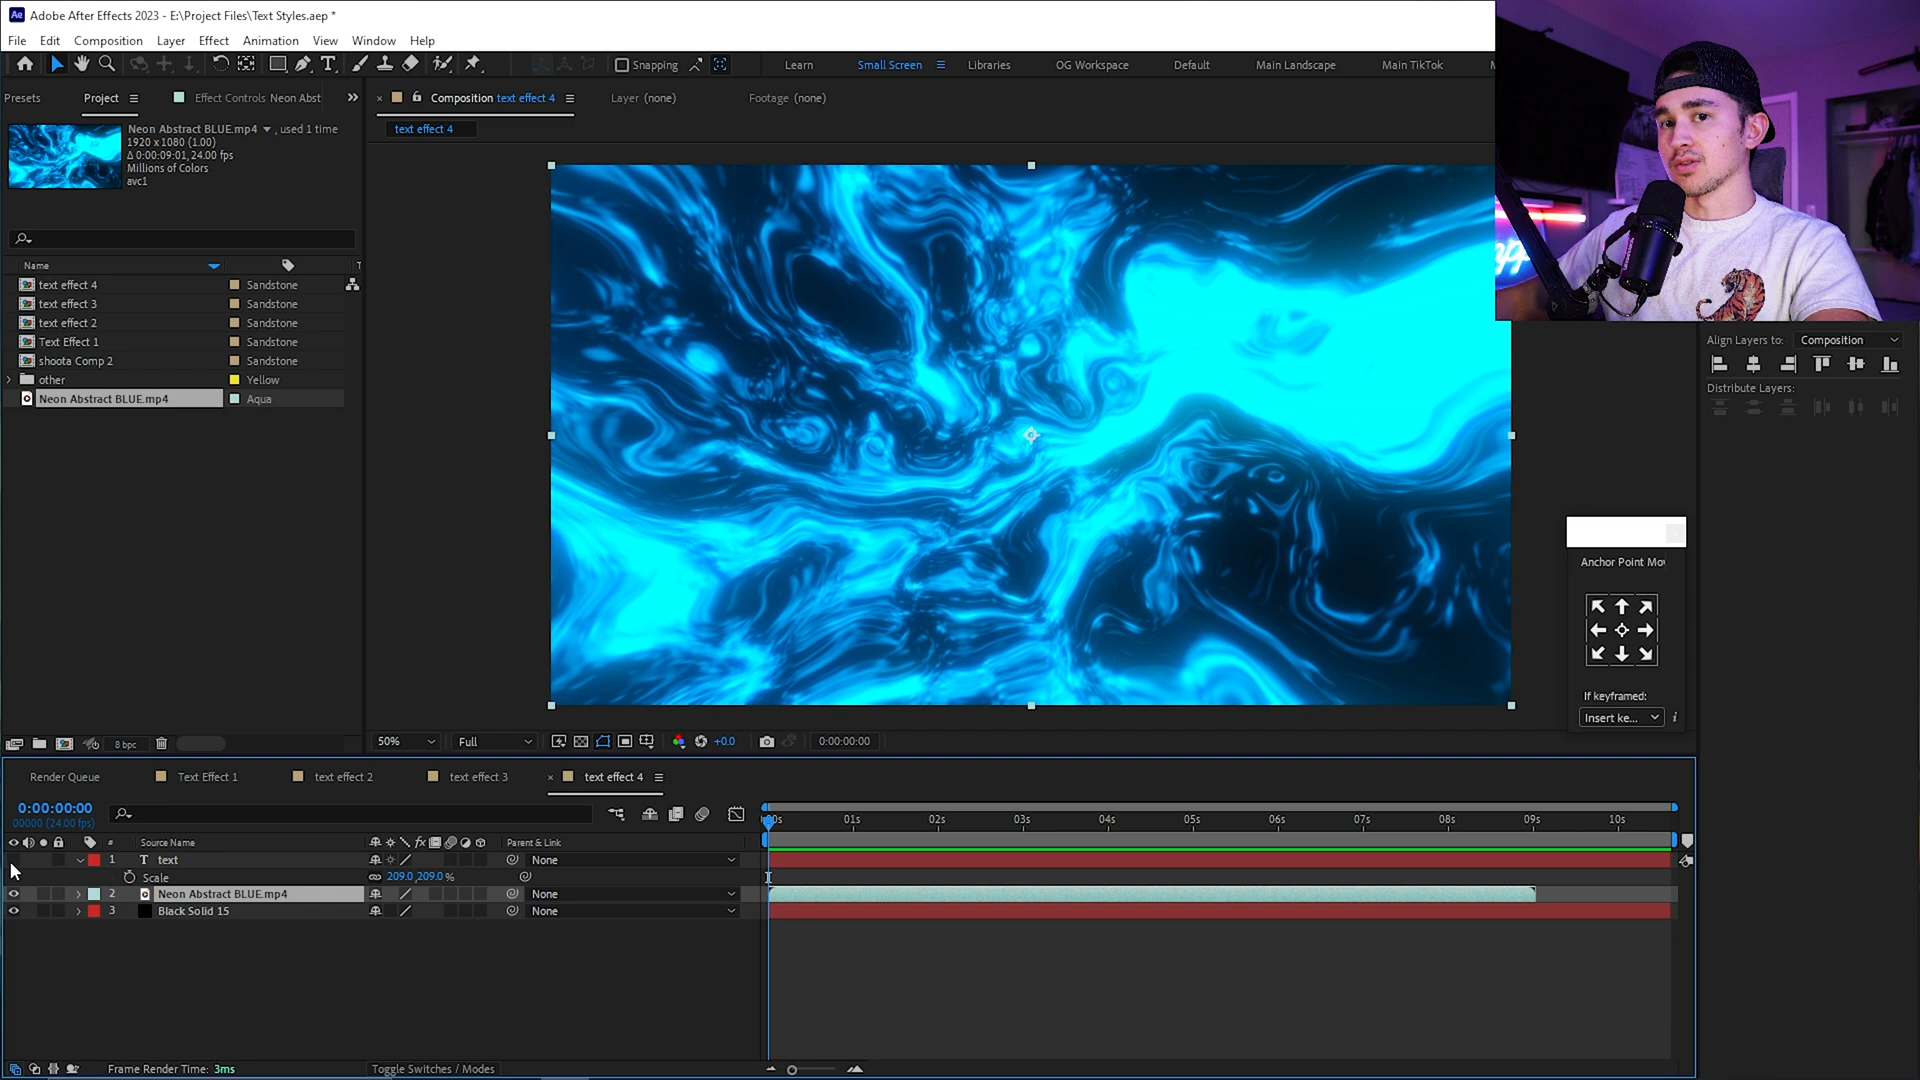 Adobe After Effects 2023 - E:\Project Files\Text Styles.aep *
File Edit Composition Layer Effect Animation View Window Help
Snapping Learn Small Screen Libraries OG Workspace Default Main Landscape Main TikTok
Presets Project Effect Controls Neon Abst
Composition text effect 4 Layer (none) Footage (none)
text effect 4
Neon Abstract BLUE.mp4 , used 1 time
1920 x 1080 (1.00)
Δ 0:00:09:01, 24.00 fps
Millions of Colors
avc1
Name
text effect 4 Sandstone
text effect 3 Sandstone
text effect 2 Sandstone
Text Effect 1 Sandstone
shoota Comp 2 Sandstone
other Yellow
Neon Abstract BLUE.mp4 Aqua
Align Layers to: Composition
Distribute Layers:
Anchor Point Mo
If keyframed:
Insert ke...
8 bpc
50% Full +0.0 0:00:00:00
Render Queue Text Effect 1 text effect 2 text effect 3 text effect 4
0:00:00:00
00000 (24.00 fps)
01s 02s 03s 04s 05s 06s 07s 08s 09s 10s
# Source Name Parent & Link
1 T text None
Scale 209.0,209.0 %
2 Neon Abstract BLUE.mp4 None
3 Black Solid 15 None
Frame Render Time: 3ms Toggle Switches / Modes